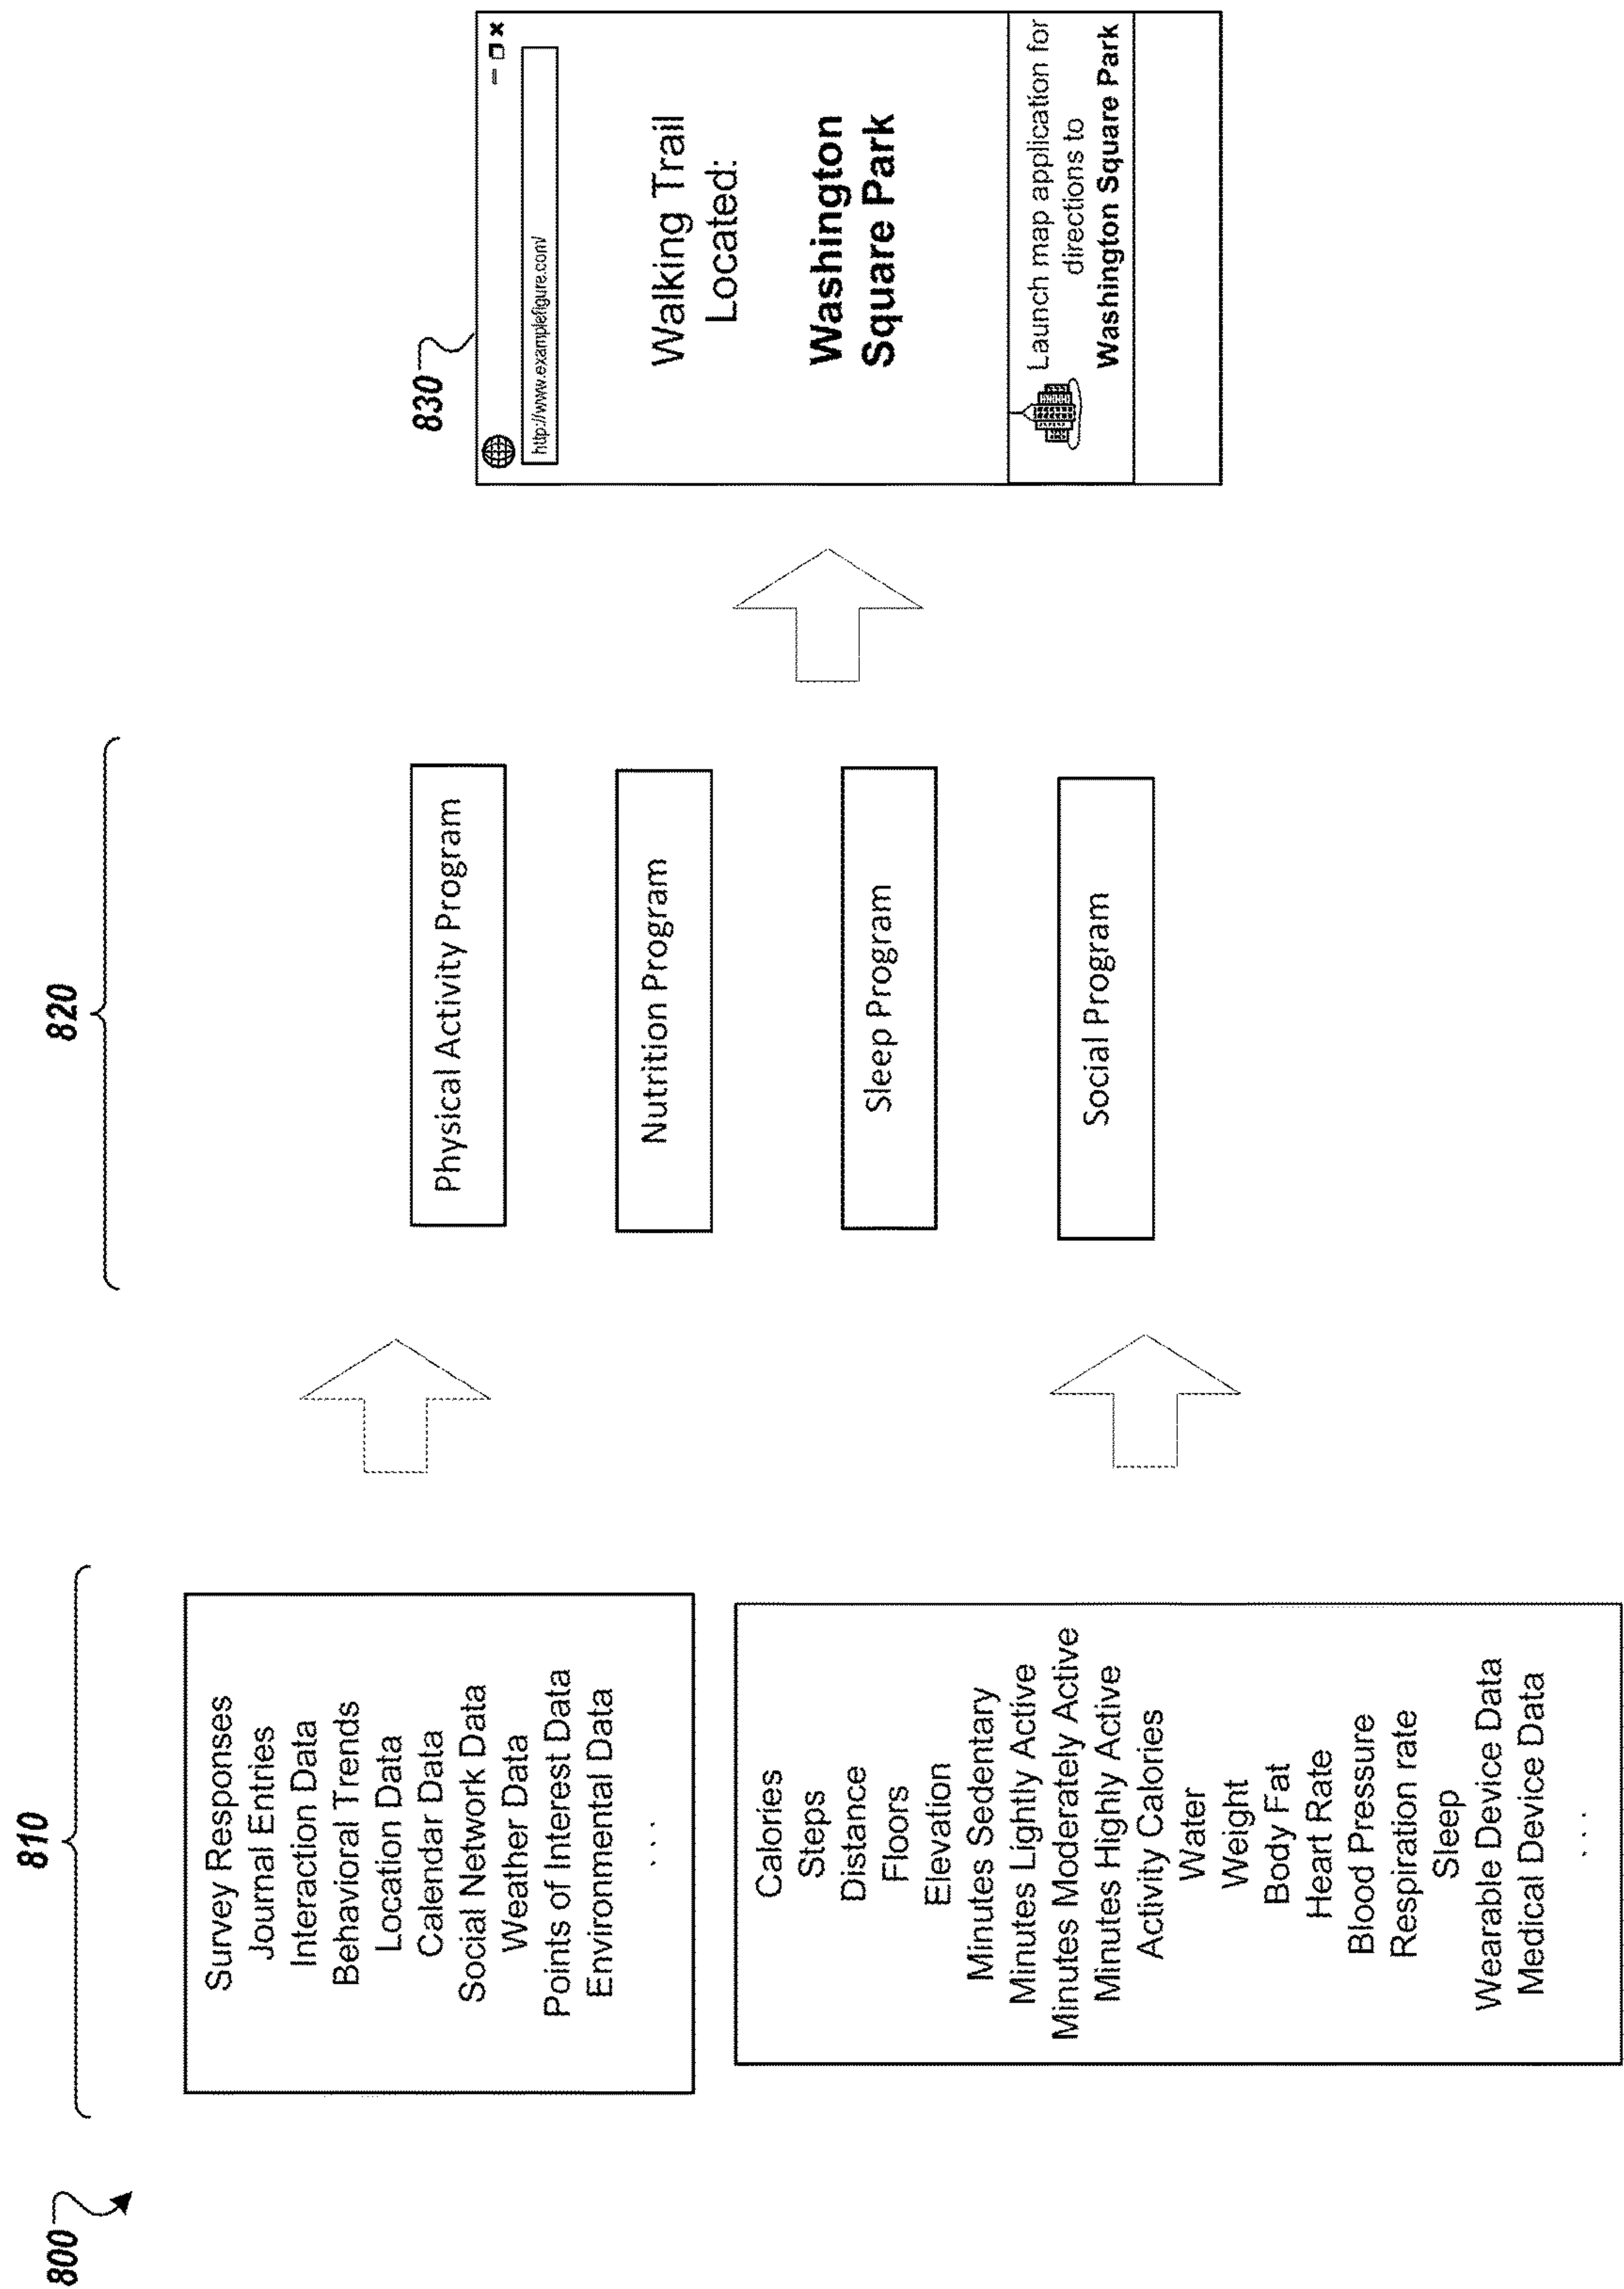 800
810
Survey Responses
Journal Entries
Interaction Data
Behavioral Trends
Location Data
Calendar Data
Social Network Data
Weather Data
Points of Interest Data
Environmental Data
...
Calories
Steps
Distance
Floors
Elevation
Minutes Sedentary
Minutes Lightly Active
Minutes Moderately Active
Minutes Highly Active
Activity Calories
Water
Weight
Body Fat
Heart Rate
Blood Pressure
Respiration rate
Sleep
Wearable Device Data
Medical Device Data
...
820
Physical Activity Program
Nutrition Program
Sleep Program
Social Program
830
http://www.examplefigure.com/
Walking Trail
Located:
Washington
Square Park
Launch map application for
directions to
Washington Square Park